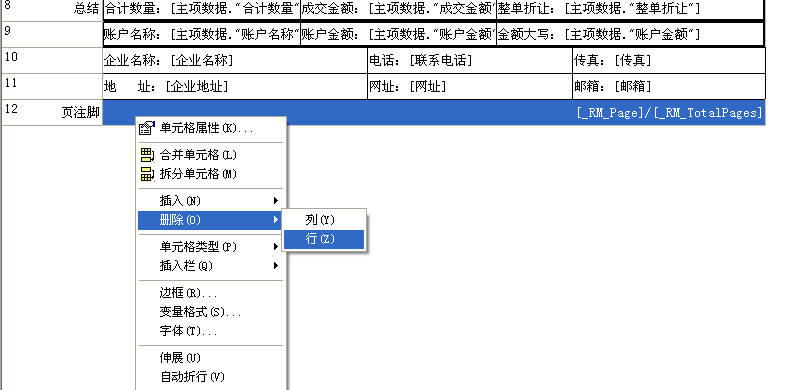 8 总结 合计数量：[主项数据."合计数量" 成交金额：[主项数据."成交金额" 整单折让：[主项数据."整单折让"]
9 账户名称：[主项数据."账户名称" 账户金额：[主项数据."账户金额" 金额大写：[主项数据."账户金额"]
10 企业名称：[企业名称] 电话：[联系电话] 传真：[传真]
11 地 址：[企业地址] 网址：[网址] 邮箱：[邮箱]
12 页注脚 [_RM_Page]/[_RM_TotalPages]
单元格属性(K)...
合并单元格(L)
拆分单元格(M)
插入(N)
删除(O)
列(Y)
行(Z)
单元格类型(P)
插入栏(Q)
边框(R)...
变量格式(S)...
字体(T)...
伸展(U)
自动折行(V)